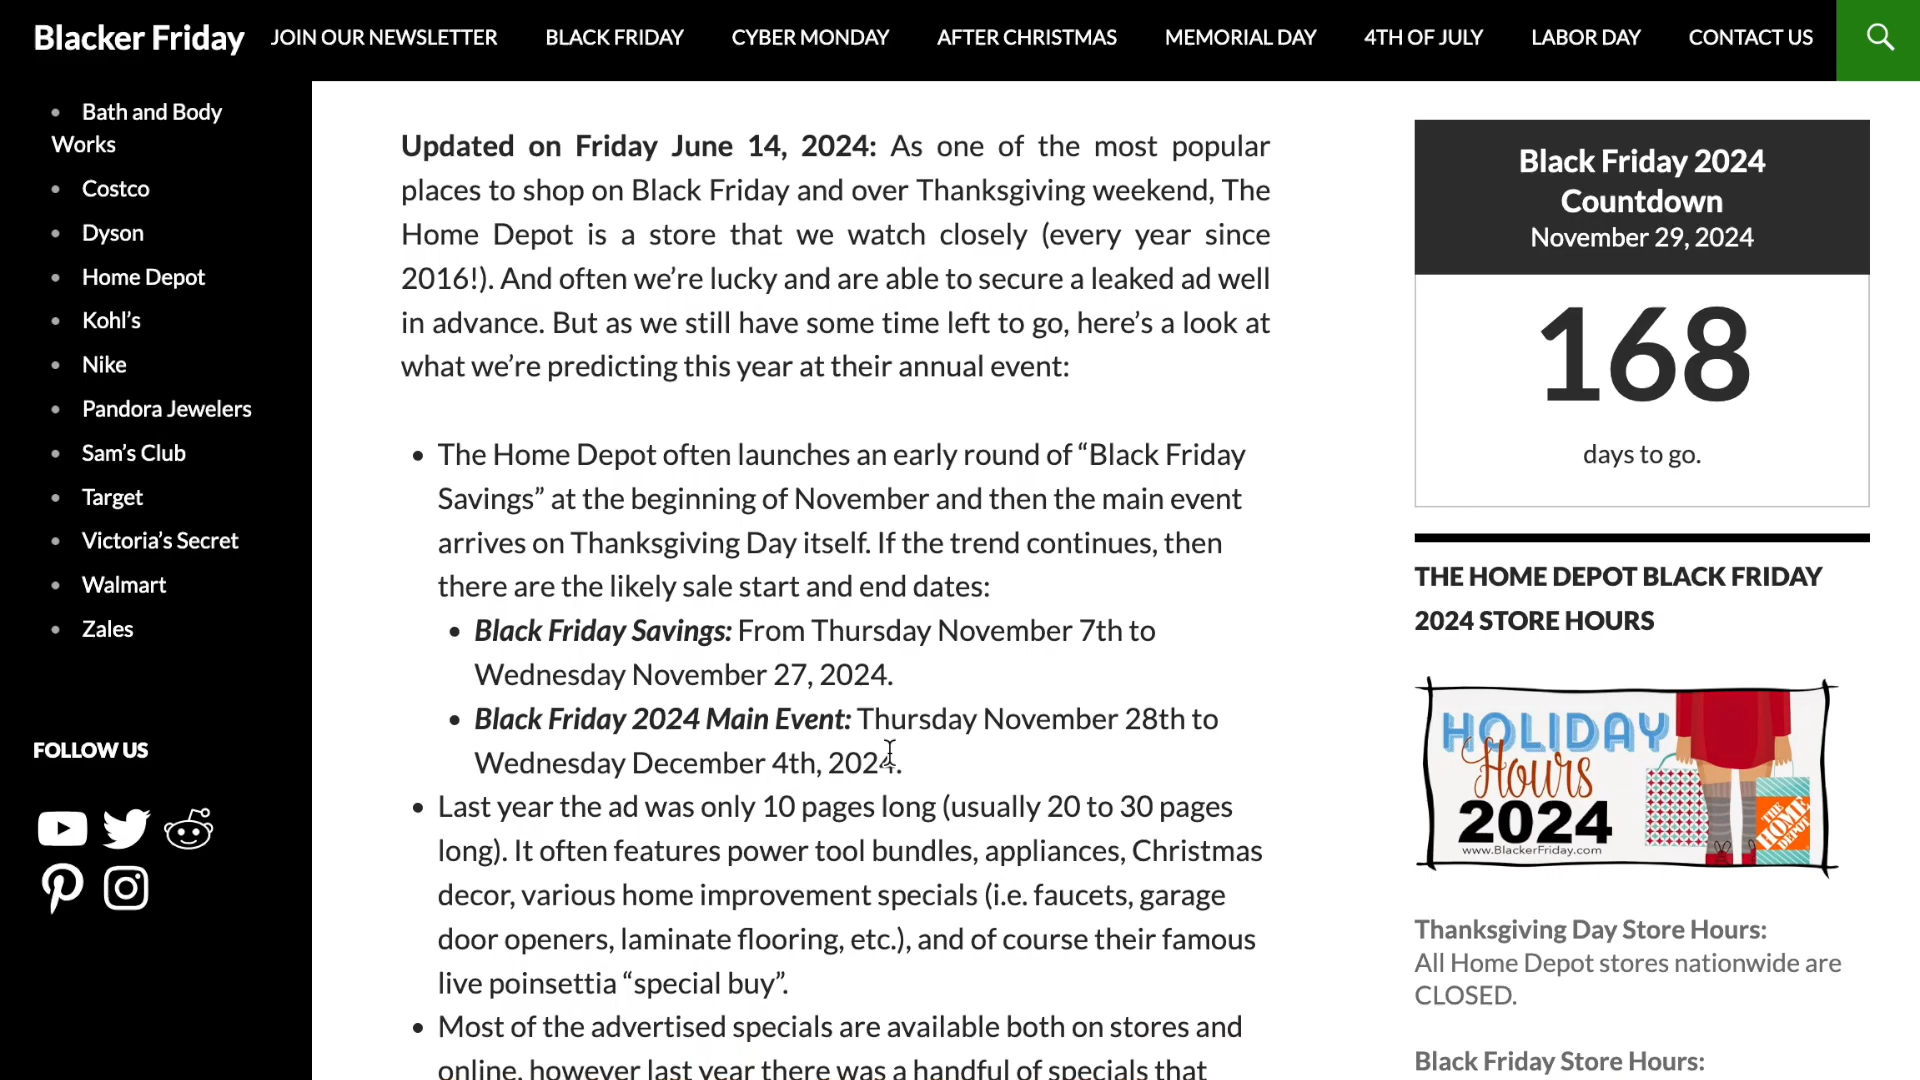 Blacker Friday
JOIN OUR NEWSLETTER
BLACK FRIDAY
CYBER MONDAY
AFTER CHRISTMAS
MEMORIAL DAY
4TH OF JULY
LABOR DAY
CONTACT US
Bath and Body
Works
Costco
Dyson
Home Depot
Kohl’s
Nike
Pandora Jewelers
Sam’s Club
Target
Victoria’s Secret
Walmart
Zales
FOLLOW US
Updated on Friday June 14, 2024: As one of the most popular
places to shop on Black Friday and over Thanksgiving weekend, The
Home Depot is a store that we watch closely (every year since
2016!). And often we’re lucky and are able to secure a leaked ad well
in advance. But as we still have some time left to go, here’s a look at
what we’re predicting this year at their annual event:
The Home Depot often launches an early round of “Black Friday
Savings” at the beginning of November and then the main event
arrives on Thanksgiving Day itself. If the trend continues, then
there are the likely sale start and end dates:
Black Friday Savings: From Thursday November 7th to
Wednesday November 27, 2024.
Black Friday 2024 Main Event: Thursday November 28th to
Wednesday December 4th, 2024.
Last year the ad was only 10 pages long (usually 20 to 30 pages
long). It often features power tool bundles, appliances, Christmas
decor, various home improvement specials (i.e. faucets, garage
door openers, laminate flooring, etc.), and of course their famous
live poinsettia “special buy”.
Most of the advertised specials are available both on stores and
online, however last year there was a handful of specials that
Black Friday 2024
Countdown
November 29, 2024
168
days to go.
THE HOME DEPOT BLACK FRIDAY
2024 STORE HOURS
HOLIDAY
Hours
2024
www.BlackerFriday.com
THE
HOME
DEPOT
Thanksgiving Day Store Hours:
All Home Depot stores nationwide are
CLOSED.
Black Friday Store Hours: